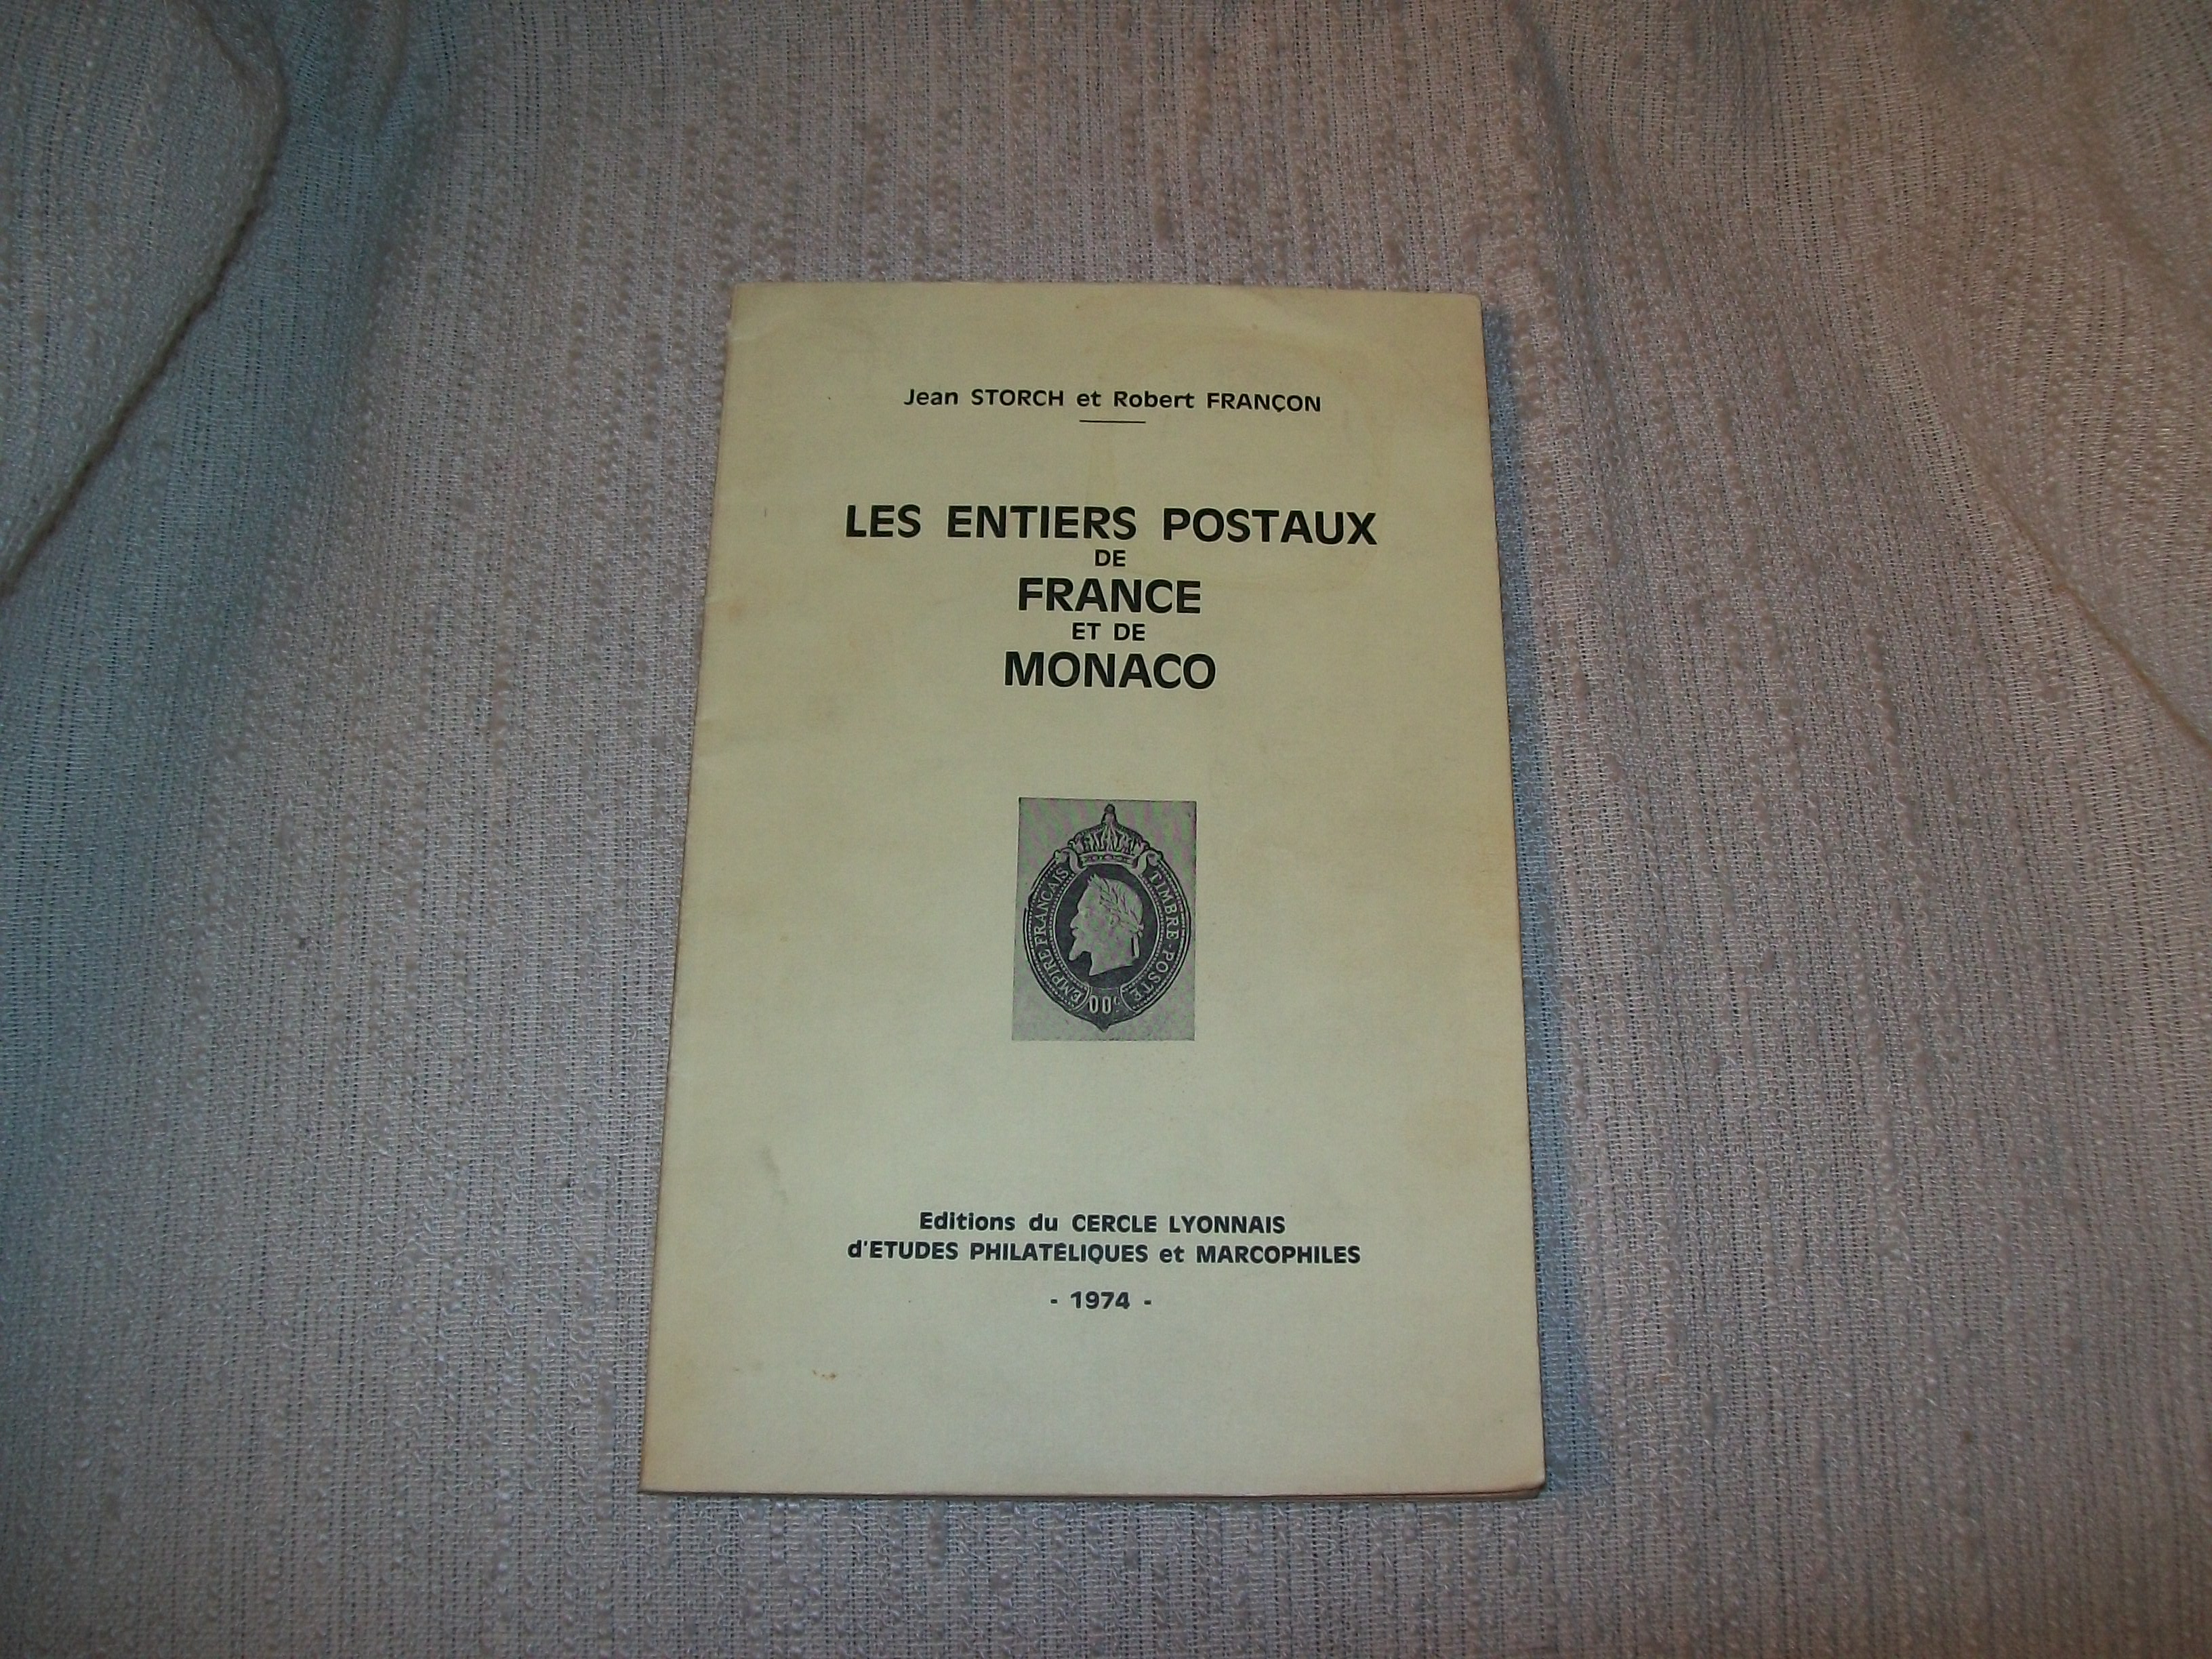 Jean STORCH et Robert FRANÇON
LES ENTIERS POSTAUX
DE
FRANCE
ET DE
MONACO
EMPIRE FRANÇAIS
TIMBRE-POSTE
00c
Editions du CERCLE LYONNAIS
d'ETUDES PHILATÉLIQUES et MARCOPHILES
- 1974 -